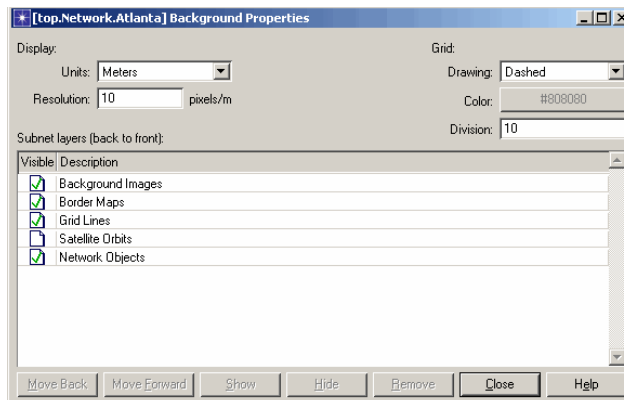 [top.Network.Atlanta] Background Properties
Display:
Grid:
Units: Meters
Drawing: Dashed
Resolution: 10 pixels/m
Color: #808080
Division: 10
Subnet layers (back to front):
Visible Description
Background Images
Border Maps
Grid Lines
Satellite Orbits
Network Objects
Move Back Move Forward Show Hide Remove Close Help